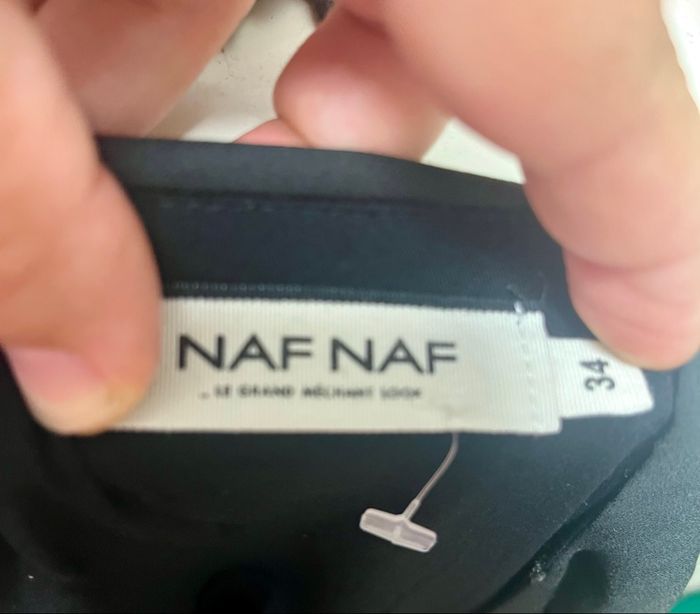 NAF NAF
LE GRAND MÉCHANT LOOK
34